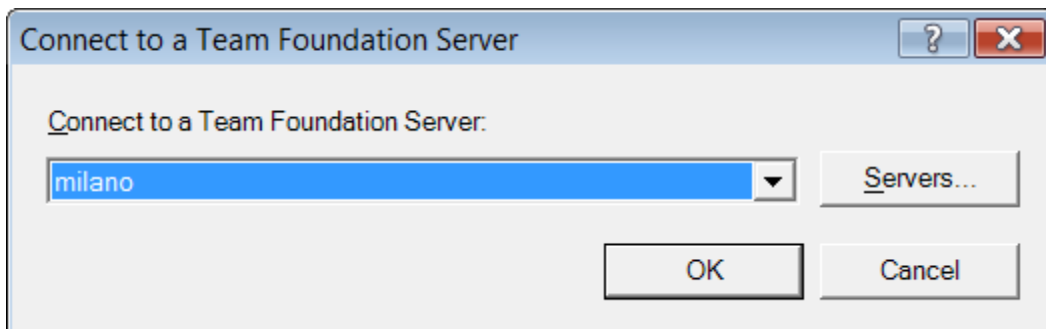 Connect to a Team Foundation Server
Connect to a Team Foundation Server:
milano
Servers...
OK
Cancel